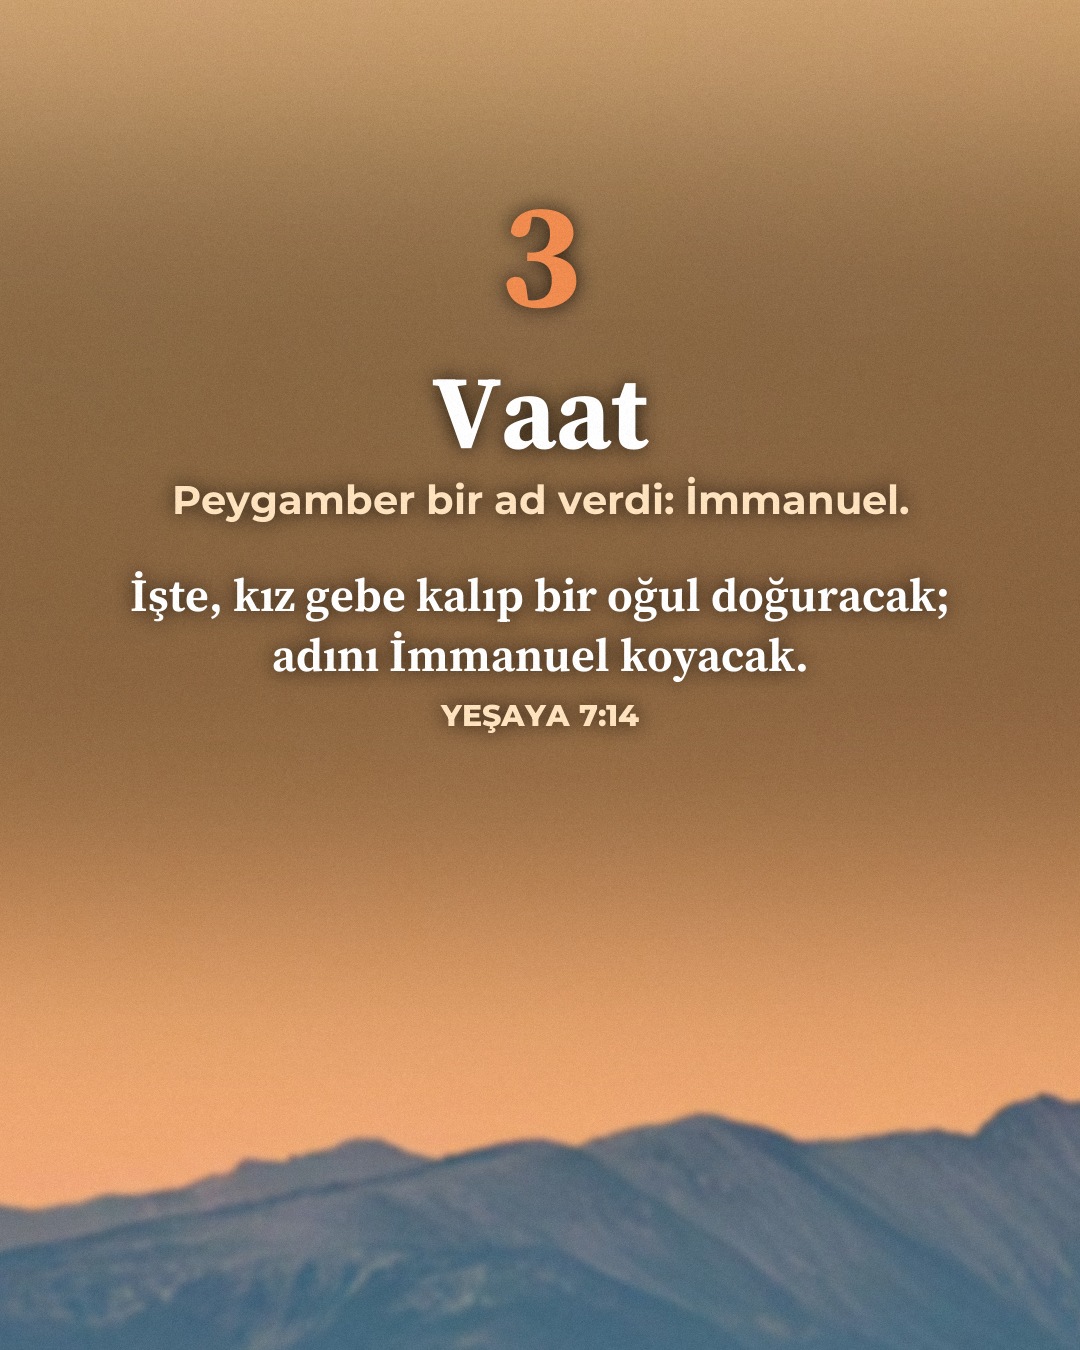 3
Vaat
Peygamber bir ad verdi: İmmanuel.
İşte, kız gebe kalıp bir oğul doğuracak;
adını İmmanuel koyacak.
YEŞAYA 7:14